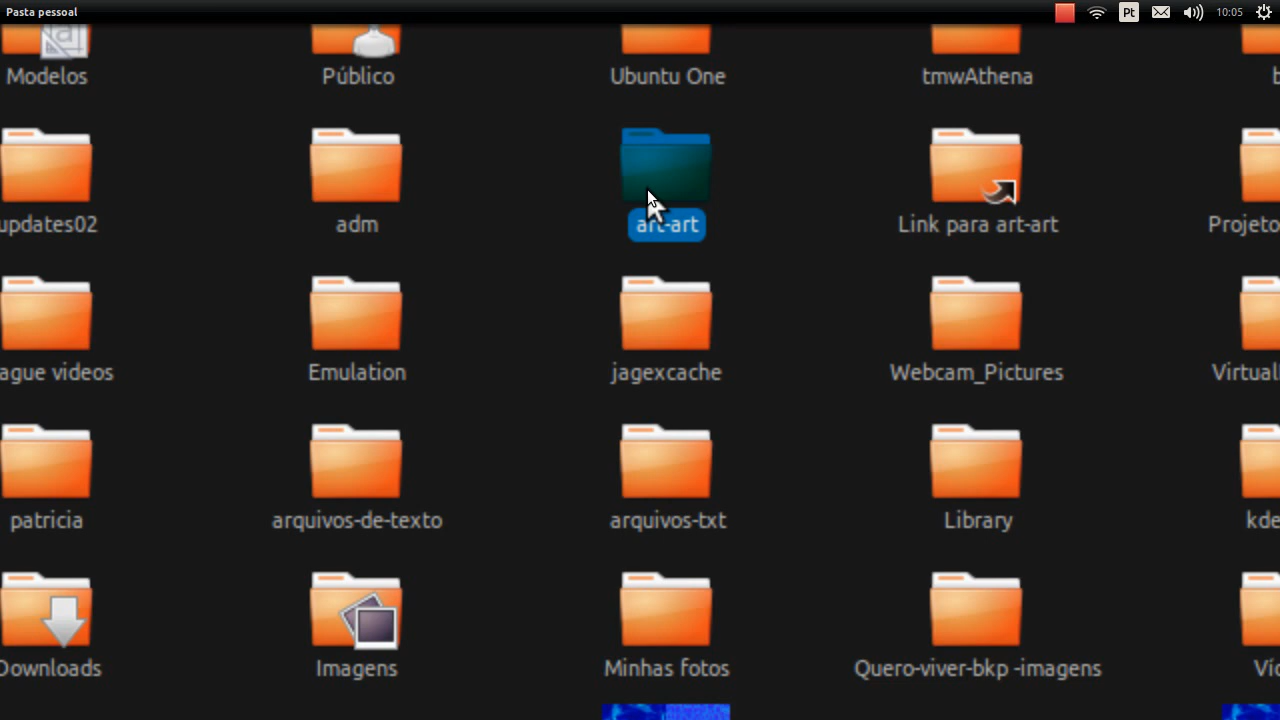 Pasta pessoal
Pt
10:05
Modelos
Público
Ubuntu One
tmwAthena
b
updates02
adm
art-art
Link para art-art
Projeto
ague videos
Emulation
jagexcache
Webcam_Pictures
Virtual
patricia
arquivos-de-texto
arquivos-txt
Library
kde
Downloads
Imagens
Minhas fotos
Quero-viver-bkp -imagens
Víd